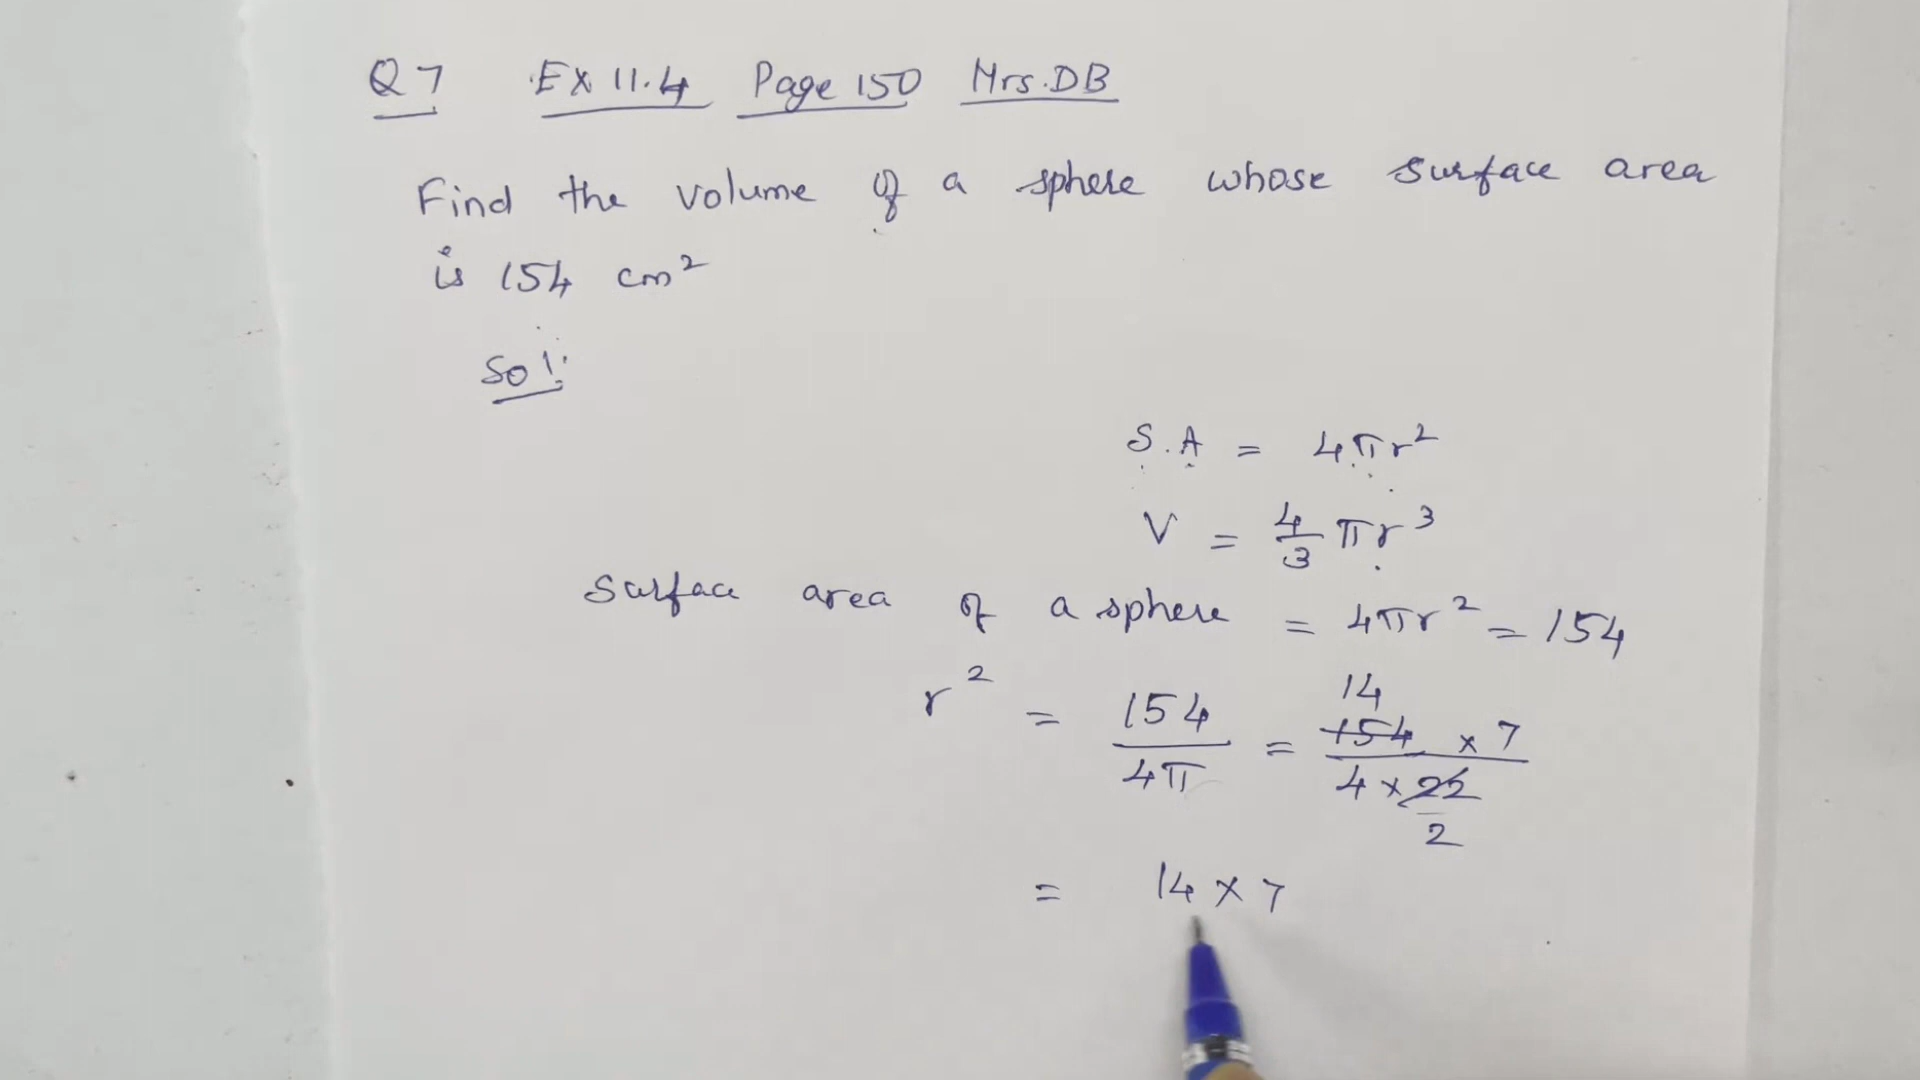 Q 7 Ex 11.4 Page 150 Mrs. DB
Find the volume of a sphere whose surface area
is 154 cm²
Sol:
S.A = 4πr²
V = 4/3 πr³
Surface area of a sphere = 4πr² = 154
r² = 154/4π = 14 154 × 7 / 4 × 22 2
= 14 × 7